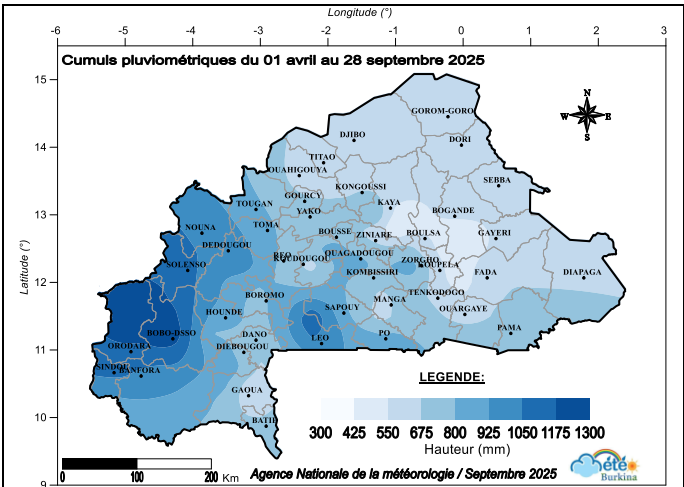 Longitude (°)
-6 -5 -4 -3 -2 -1 0 1 2 3
Cumuls pluviométriques du 01 avril au 28 septembre 2025
15
GOROM-GORO
N
W E
S
DJIBO
DORI
14
TITAO
OUAHIGOUYA
SEBBA
KONGOUSSI
GOURCY
KAYA
TOUGAN
YAKO
BOGANDE
13
NOUNA
TOMA
BOUSSE
ZINIARE
BOULSA
GAYERI
DEDOUGOU
Latitude (°)
REO
KOUDOUGOU
OUAGADOUGOU
ZORGHO
SOLENSO
KOUPELA
KOMBISSIRI
FADA
DIAPAGA
12
BOROMO
TENKODOGO
MANGA
HOUNDE
SAPOUY
OUARGAYE
BOBO-DSSO
DANO
LEO
PO
PAMA
ORODARA
DIEBOUGOU
11
SINDOU
BANFORA
LEGENDE:
GAOUA
10
BATIE
300 425 550 675 800 925 1050 1175 1300
Hauteur (mm)
0 100 200 Km
Agence Nationale de la météorologie / Septembre 2025
météo
Burkina
9